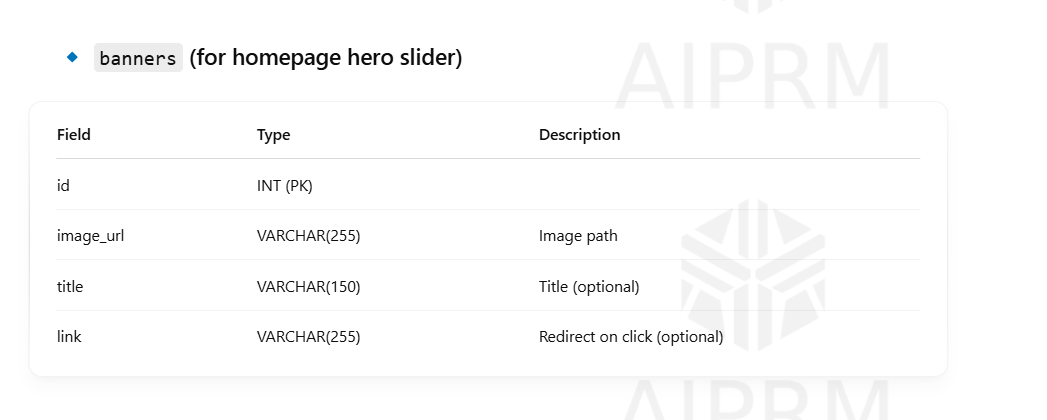 AIPRM
banners (for homepage hero slider)
Field Type Description
id INT (PK)
image_url VARCHAR(255) Image path
title VARCHAR(150) Title (optional)
link VARCHAR(255) Redirect on click (optional)
AIPRM